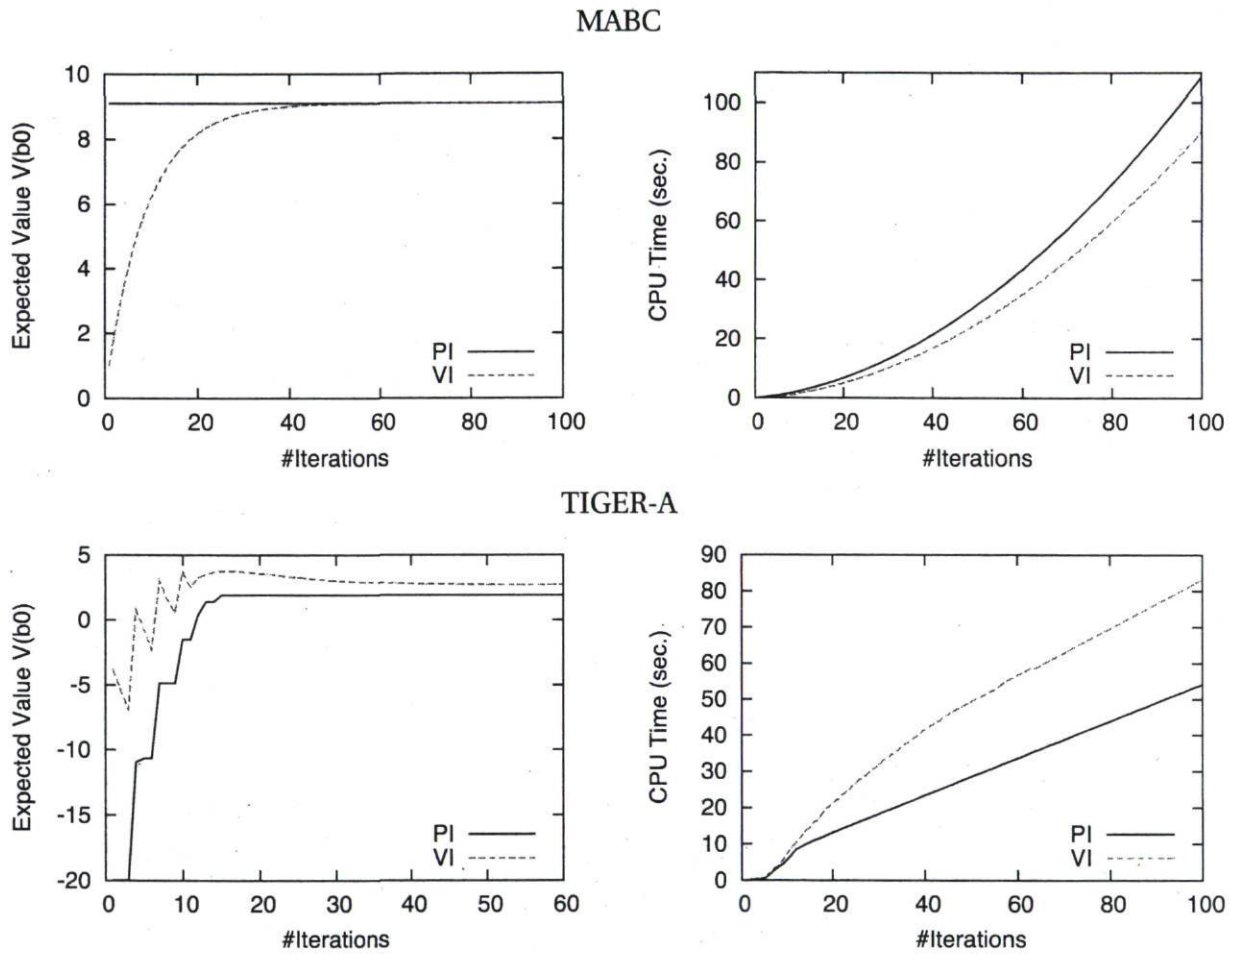 MABC
Expected Value V(b0)
10
8
6
4
2
0
0 20 40 60 80 100
#Iterations
PI
VI
CPU Time (sec.)
100
80
60
40
20
0
0 20 40 60 80 100
#Iterations
PI
VI
TIGER-A
Expected Value V(b0)
5
0
-5
-10
-15
-20
0 10 20 30 40 50 60
#Iterations
PI
VI
CPU Time (sec.)
90
80
70
60
50
40
30
20
10
0
0 20 40 60 80 100
#Iterations
PI
VI